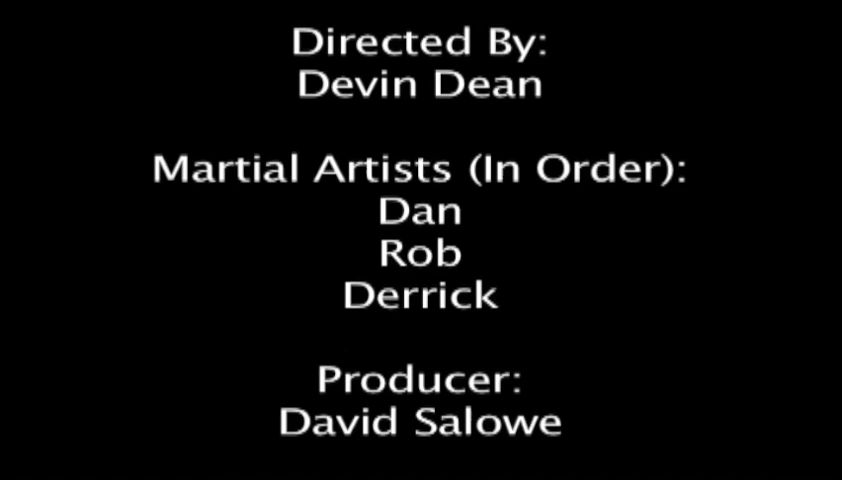 Directed By:
Devin Dean
Martial Artists (In Order):
Dan
Rob
Derrick
Producer:
David Salowe